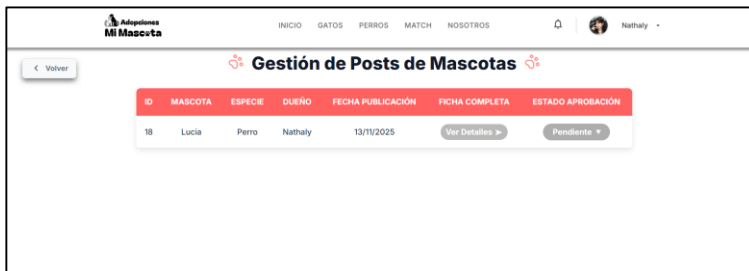 Adopciones
Mi Mascota
INICIO GATOS PERROS MATCH NOSOTROS
Nathaly
Volver
Gestión de Posts de Mascotas
ID MASCOTA ESPECIE DUEÑO FECHA PUBLICACIÓN FICHA COMPLETA ESTADO APROBACIÓN
18 Lucia Perro Nathaly 13/11/2025 Ver Detalles ➤ Pendiente ▼